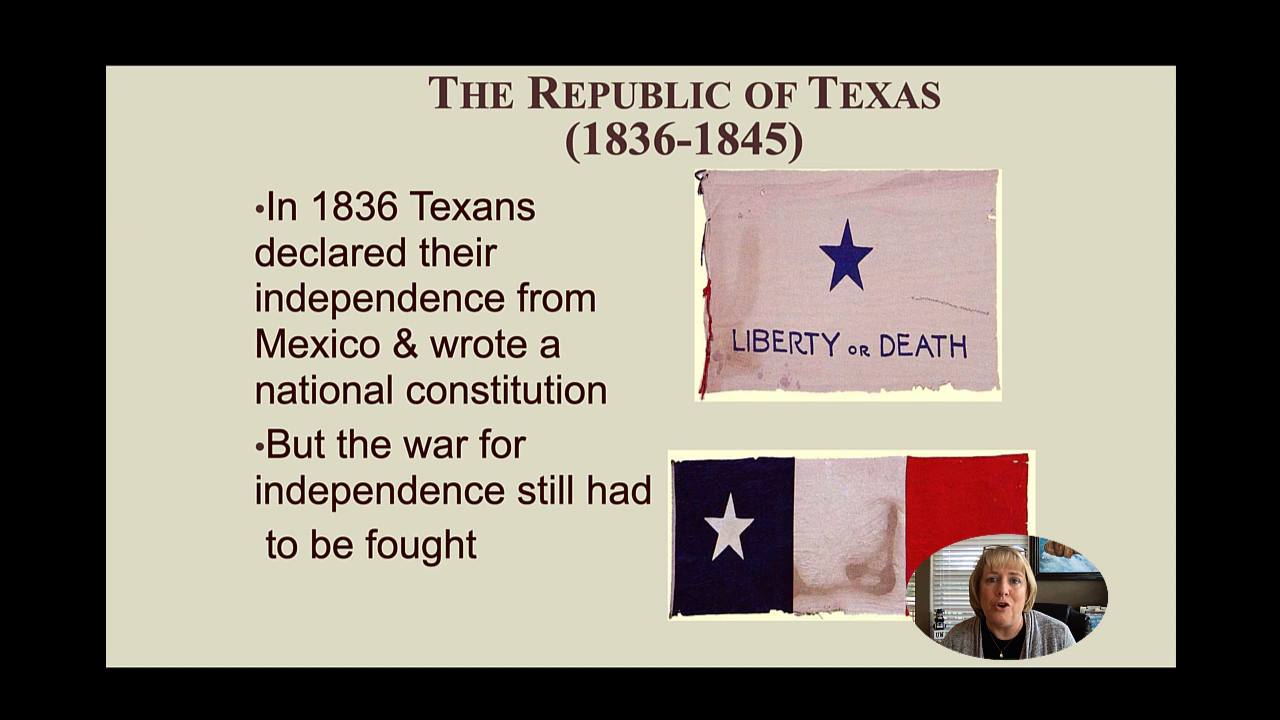 THE REPUBLIC OF TEXAS
(1836-1845)
•In 1836 Texans
declared their
independence from
Mexico & wrote a
national constitution
•But the war for
independence still had
to be fought
LIBERTY OR DEATH